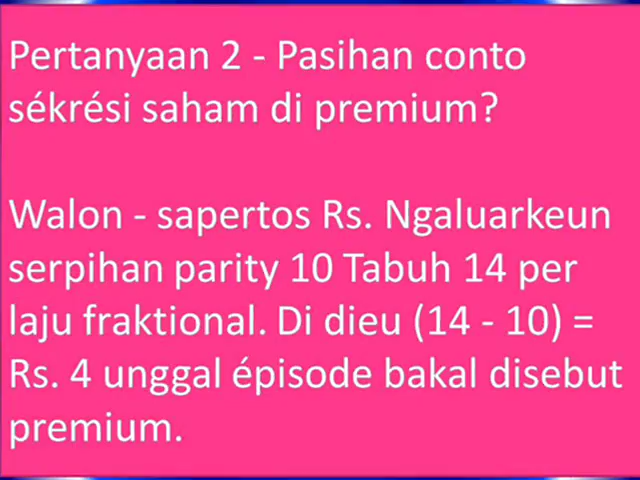 Pertanyaan 2 - Pasihan conto
sékrési saham di premium?
Walon - sapertos Rs. Ngaluarkeun
serpihan parity 10 Tabuh 14 per
laju fraktional. Di dieu (14 - 10) =
Rs. 4 unggal épisode bakal disebut
premium.